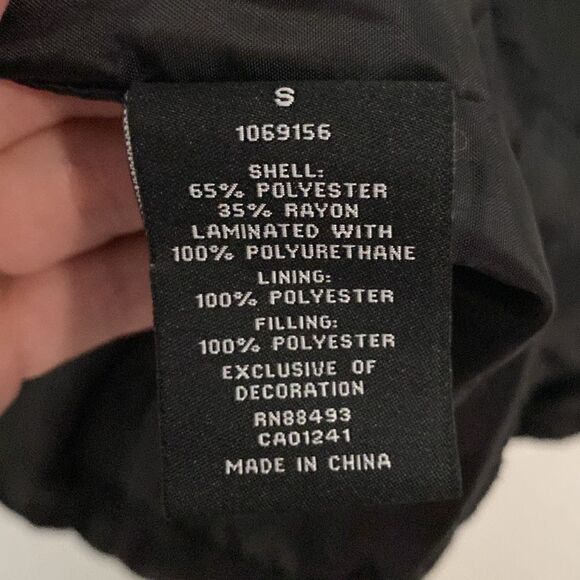 S
1069156
SHELL:
65% POLYESTER
35% RAYON
LAMINATED WITH
100% POLYURETHANE
LINING:
100% POLYESTER
FILLING:
100% POLYESTER
EXCLUSIVE OF
DECORATION
RN88493
CA01241
MADE IN CHINA